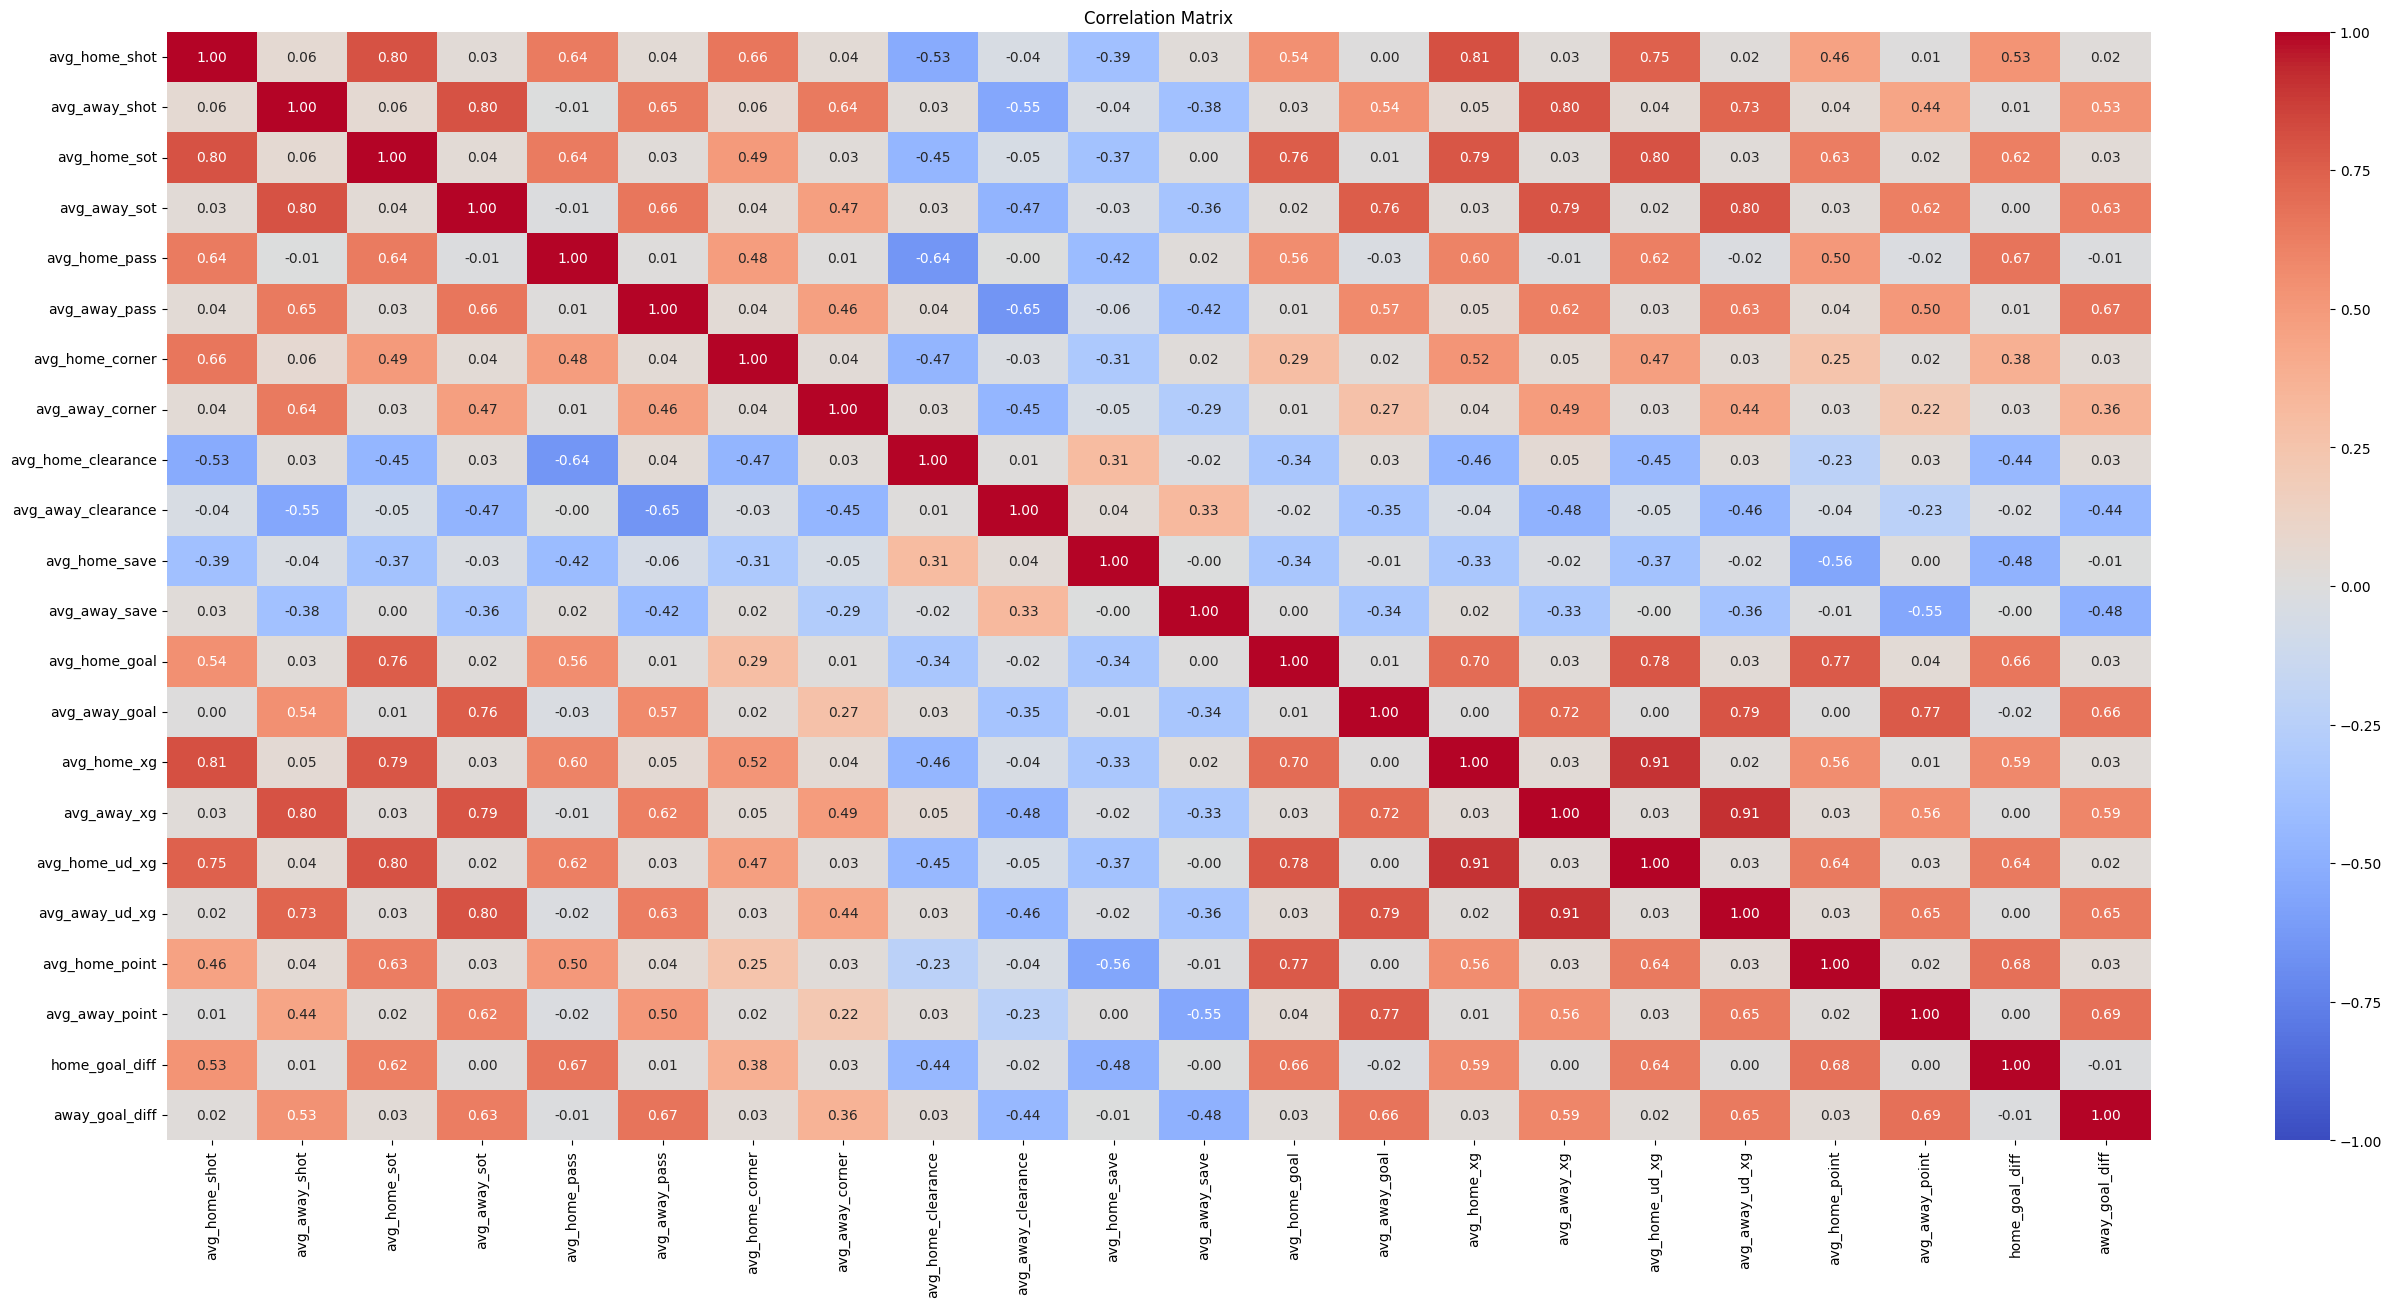 Correlation Matrix
avg_home_shot 1.00 0.06 0.80 0.03 0.64 0.04 0.66 0.04 -0.53 -0.04 -0.39 0.03 0.54 0.00 0.81 0.03 0.75 0.02 0.46 0.01 0.53 0.02
avg_away_shot 0.06 1.00 0.06 0.80 -0.01 0.65 0.06 0.64 0.03 -0.55 -0.04 -0.38 0.03 0.54 0.05 0.80 0.04 0.73 0.04 0.44 0.01 0.53
avg_home_sot 0.80 0.06 1.00 0.04 0.64 0.03 0.49 0.03 -0.45 -0.05 -0.37 0.00 0.76 0.01 0.79 0.03 0.80 0.03 0.63 0.02 0.62 0.03
avg_away_sot 0.03 0.80 0.04 1.00 -0.01 0.66 0.04 0.47 0.03 -0.47 -0.03 -0.36 0.02 0.76 0.03 0.79 0.02 0.80 0.03 0.62 0.00 0.63
avg_home_pass 0.64 -0.01 0.64 -0.01 1.00 0.01 0.48 0.01 -0.64 -0.00 -0.42 0.02 0.56 -0.03 0.60 -0.01 0.62 -0.02 0.50 -0.02 0.67 -0.01
avg_away_pass 0.04 0.65 0.03 0.66 0.01 1.00 0.04 0.46 0.04 -0.65 -0.06 -0.42 0.01 0.57 0.05 0.62 0.03 0.63 0.04 0.50 0.01 0.67
avg_home_corner 0.66 0.06 0.49 0.04 0.48 0.04 1.00 0.04 -0.47 -0.03 -0.31 0.02 0.29 0.02 0.52 0.05 0.47 0.03 0.25 0.02 0.38 0.03
avg_away_corner 0.04 0.64 0.03 0.47 0.01 0.46 0.04 1.00 0.03 -0.45 -0.05 -0.29 0.01 0.27 0.04 0.49 0.03 0.44 0.03 0.22 0.03 0.36
avg_home_clearance -0.53 0.03 -0.45 0.03 -0.64 0.04 -0.47 0.03 1.00 0.01 0.31 -0.02 -0.34 0.03 -0.46 0.05 -0.45 0.03 -0.23 0.03 -0.44 0.03
avg_away_clearance -0.04 -0.55 -0.05 -0.47 -0.00 -0.65 -0.03 -0.45 0.01 1.00 0.04 0.33 -0.02 -0.35 -0.04 -0.48 -0.05 -0.46 -0.04 -0.23 -0.02 -0.44
avg_home_save -0.39 -0.04 -0.37 -0.03 -0.42 -0.06 -0.31 -0.05 0.31 0.04 1.00 -0.00 -0.34 -0.01 -0.33 -0.02 -0.37 -0.02 -0.56 0.00 -0.48 -0.01
avg_away_save 0.03 -0.38 0.00 -0.36 0.02 -0.42 0.02 -0.29 -0.02 0.33 -0.00 1.00 0.00 -0.34 0.02 -0.33 -0.00 -0.36 -0.01 -0.55 -0.00 -0.48
avg_home_goal 0.54 0.03 0.76 0.02 0.56 0.01 0.29 0.01 -0.34 -0.02 -0.34 0.00 1.00 0.01 0.70 0.03 0.78 0.03 0.77 0.04 0.66 0.03
avg_away_goal 0.00 0.54 0.01 0.76 -0.03 0.57 0.02 0.27 0.03 -0.35 -0.01 -0.34 0.01 1.00 0.00 0.72 0.00 0.79 0.00 0.77 -0.02 0.66
avg_home_xg 0.81 0.05 0.79 0.03 0.60 0.05 0.52 0.04 -0.46 -0.04 -0.33 0.02 0.70 0.00 1.00 0.03 0.91 0.02 0.56 0.01 0.59 0.03
avg_away_xg 0.03 0.80 0.03 0.79 -0.01 0.62 0.05 0.49 0.05 -0.48 -0.02 -0.33 0.03 0.72 0.03 1.00 0.03 0.91 0.03 0.56 0.00 0.59
avg_home_ud_xg 0.75 0.04 0.80 0.02 0.62 0.03 0.47 0.03 -0.45 -0.05 -0.37 -0.00 0.78 0.00 0.91 0.03 1.00 0.03 0.64 0.03 0.64 0.02
avg_away_ud_xg 0.02 0.73 0.03 0.80 -0.02 0.63 0.03 0.44 0.03 -0.46 -0.02 -0.36 0.03 0.79 0.02 0.91 0.03 1.00 0.03 0.65 0.00 0.65
avg_home_point 0.46 0.04 0.63 0.03 0.50 0.04 0.25 0.03 -0.23 -0.04 -0.56 -0.01 0.77 0.00 0.56 0.03 0.64 0.03 1.00 0.02 0.68 0.03
avg_away_point 0.01 0.44 0.02 0.62 -0.02 0.50 0.02 0.22 0.03 -0.23 0.00 -0.55 0.04 0.77 0.01 0.56 0.03 0.65 0.02 1.00 0.00 0.69
home_goal_diff 0.53 0.01 0.62 0.00 0.67 0.01 0.38 0.03 -0.44 -0.02 -0.48 -0.00 0.66 -0.02 0.59 0.00 0.64 0.00 0.68 0.00 1.00 -0.01
away_goal_diff 0.02 0.53 0.03 0.63 -0.01 0.67 0.03 0.36 0.03 -0.44 -0.01 -0.48 0.03 0.66 0.03 0.59 0.02 0.65 0.03 0.69 -0.01 1.00
avg_home_shot
avg_away_shot
avg_home_sot
avg_away_sot
avg_home_pass
avg_away_pass
avg_home_corner
avg_away_corner
avg_home_clearance
avg_away_clearance
avg_home_save
avg_away_save
avg_home_goal
avg_away_goal
avg_home_xg
avg_away_xg
avg_home_ud_xg
avg_away_ud_xg
avg_home_point
avg_away_point
home_goal_diff
away_goal_diff
1.00
0.75
0.50
0.25
0.00
−0.25
−0.50
−0.75
−1.00